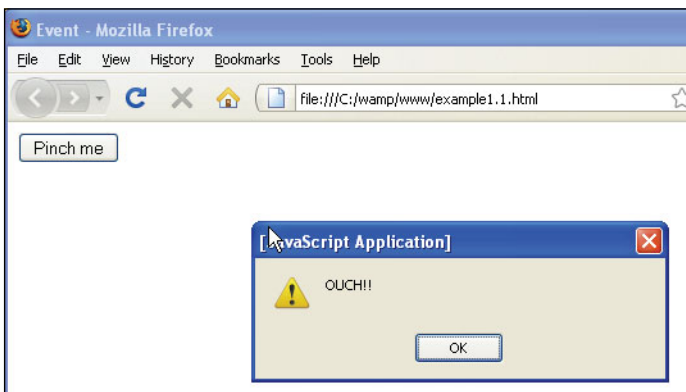 Event - Mozilla Firefox
File Edit View History Bookmarks Tools Help
file:///C:/wamp/www/example1.1.html
Pinch me
[JavaScript Application]
OUCH!!
OK